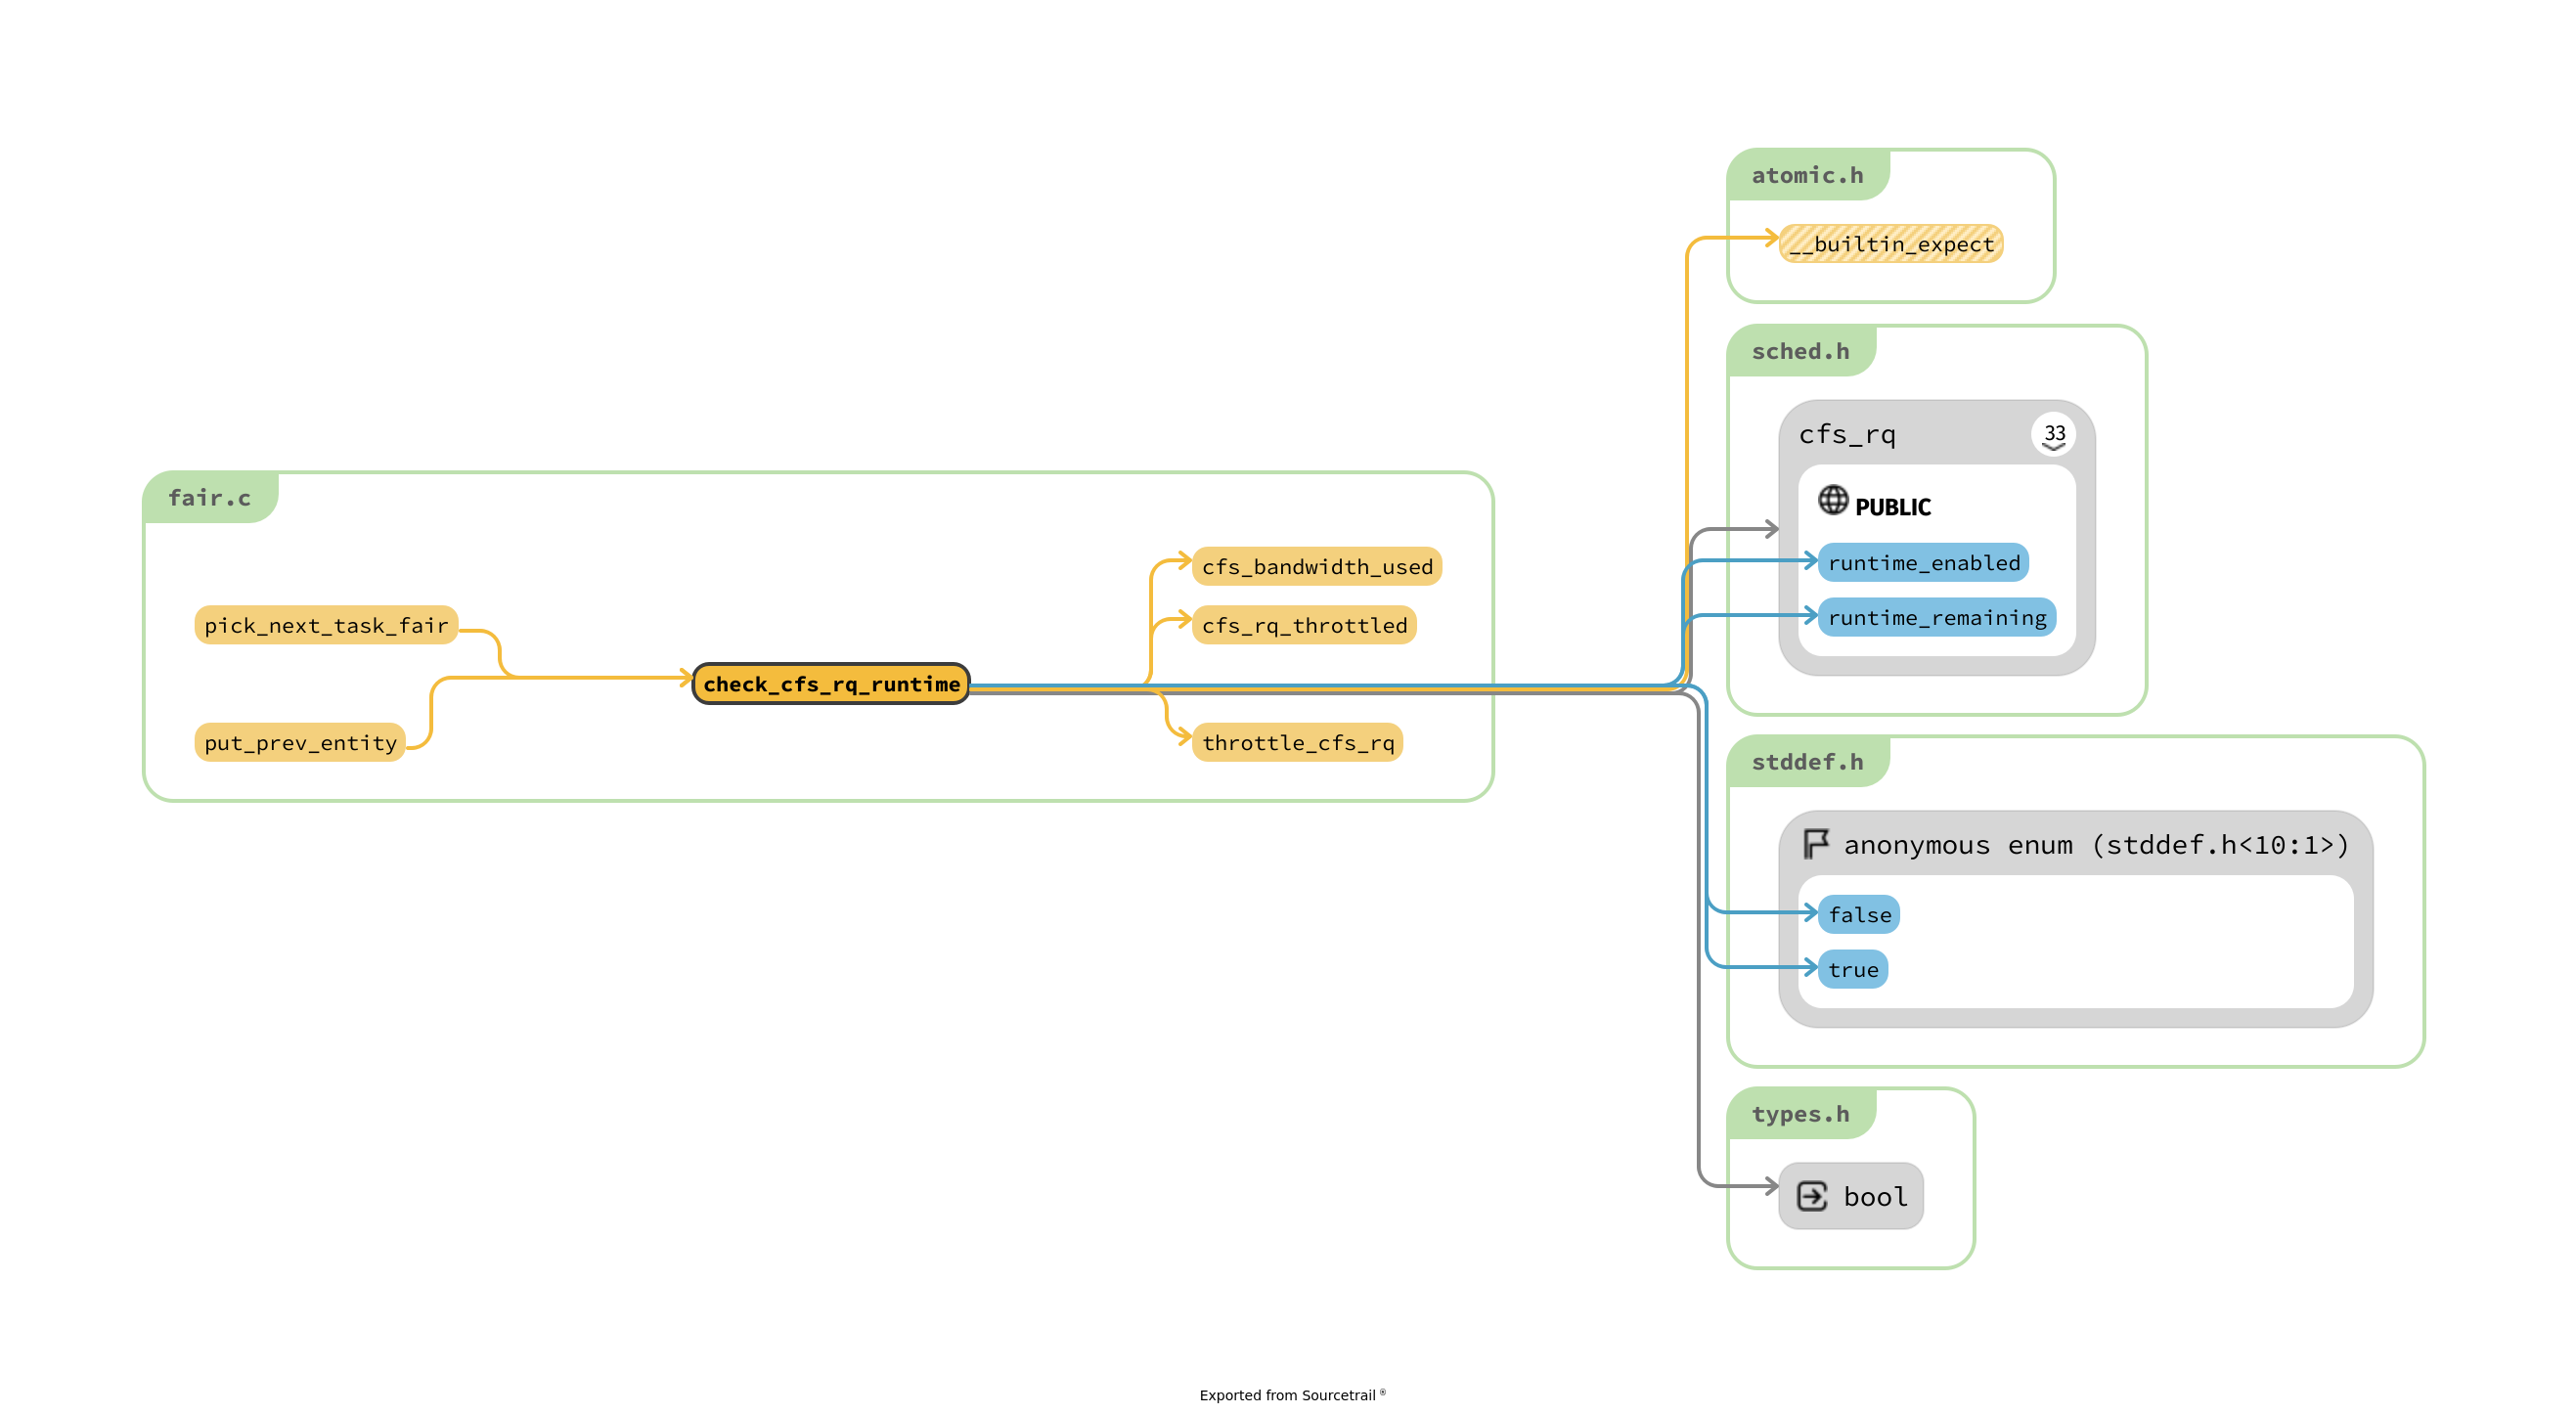 atomic.h
__builtin_expect
sched.h
cfs_rq
33
PUBLIC
runtime_enabled
runtime_remaining
fair.c
cfs_bandwidth_used
pick_next_task_fair
cfs_rq_throttled
check_cfs_rq_runtime
put_prev_entity
throttle_cfs_rq
stddef.h
anonymous enum (stddef.h<10:1>)
false
true
types.h
bool
Exported from Sourcetrail ®